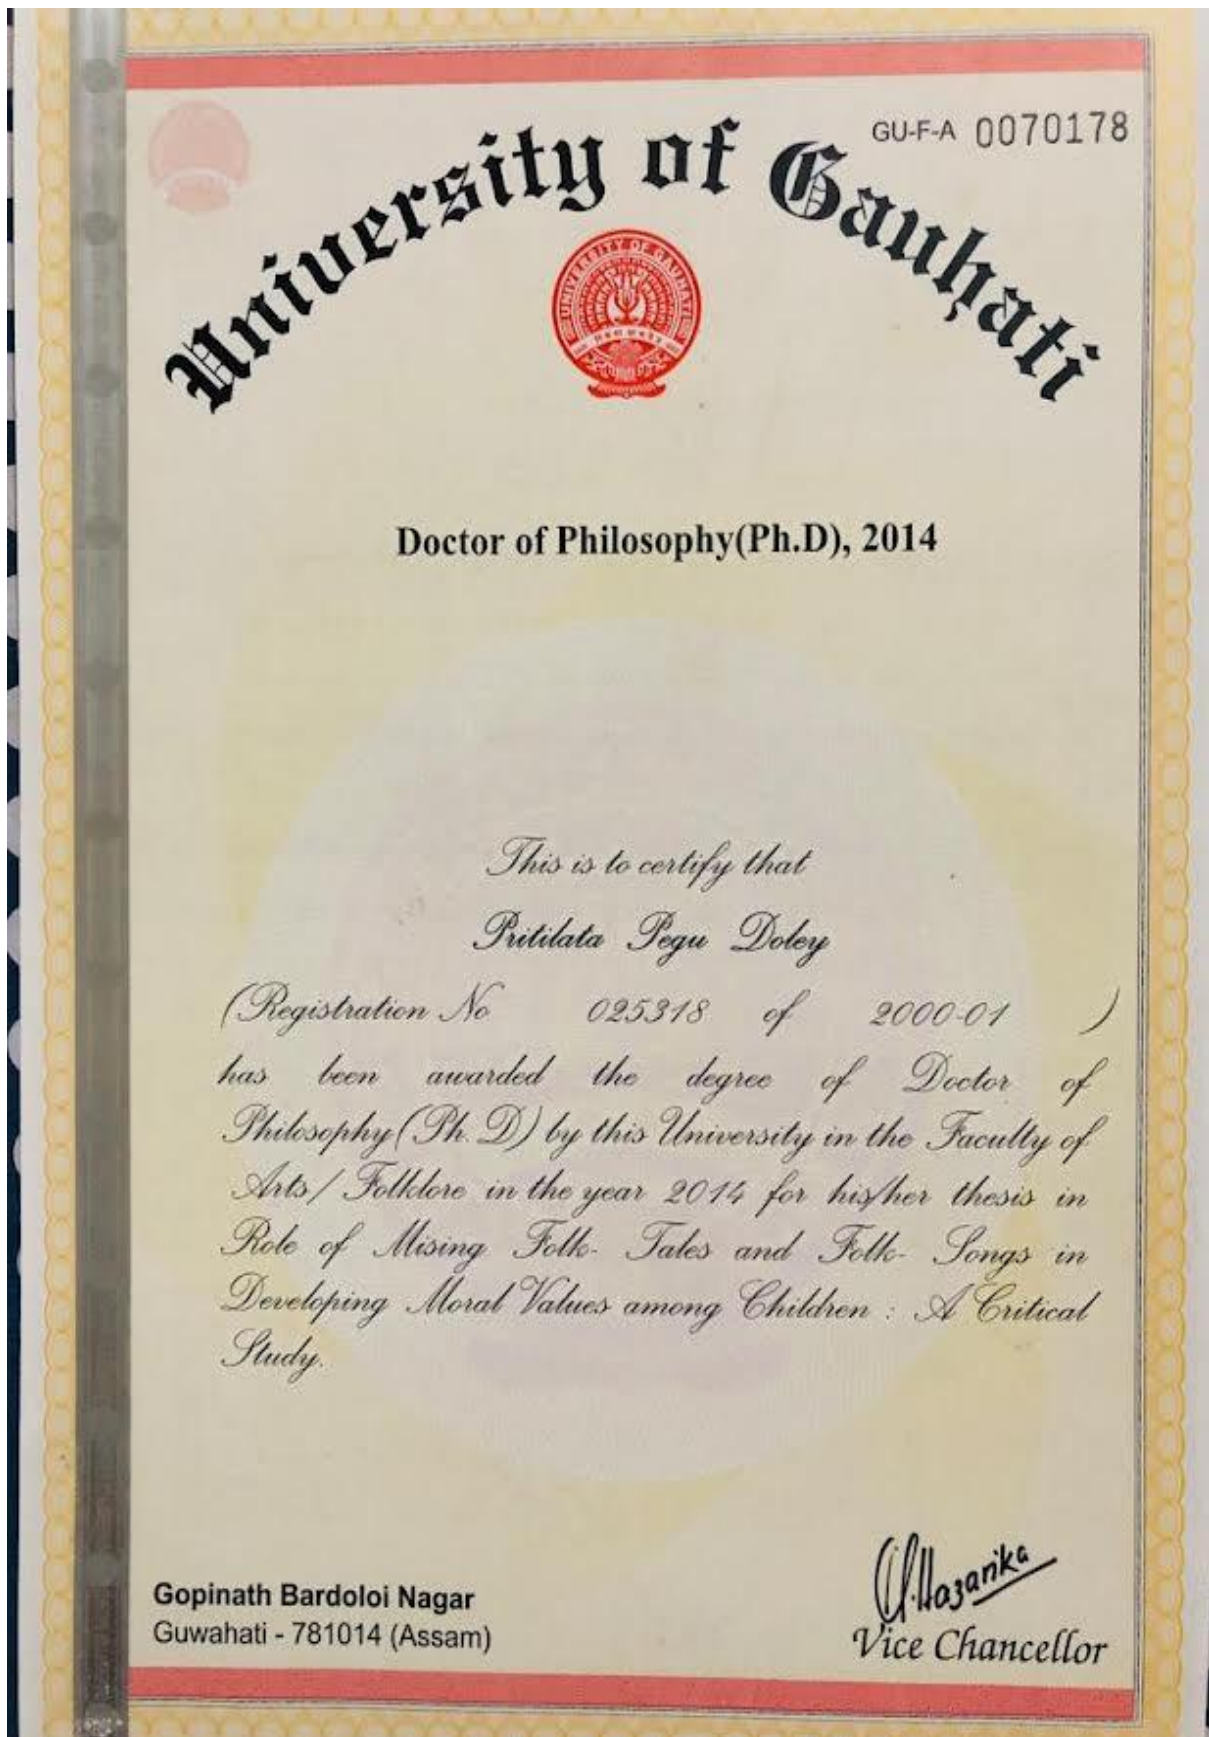 GU-F-A 0070178
University of Gauhati
UNIVERSITY OF GAUHATI
Doctor of Philosophy(Ph.D), 2014
This is to certify that
Pritilata Pegu Doley
(Registration No 025318 of 2000-01 )
has been awarded the degree of Doctor of
Philosophy(Ph. D) by this University in the Faculty of
Arts/ Folklore in the year 2014 for his/her thesis in
Role of Mising Folk- Tales and Folk- Songs in
Developing Moral Values among Children : A Critical
Study.
Gopinath Bardoloi Nagar
Guwahati - 781014 (Assam)
Hazarika
Vice Chancellor